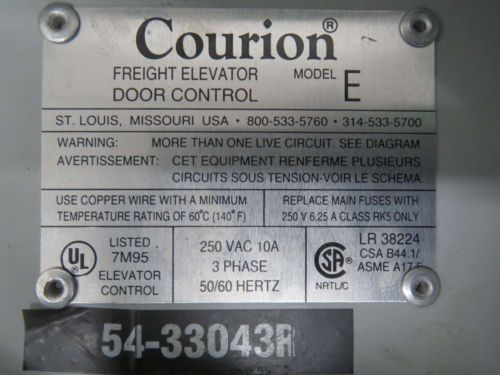 Courion®
FREIGHT ELEVATOR MODEL E
DOOR CONTROL
ST. LOUIS, MISSOURI USA • 800-533-5760 • 314-533-5700
WARNING: MORE THAN ONE LIVE CIRCUIT. SEE DIAGRAM.
AVERTISSEMENT: CET EQUIPMENT RENFERME PLUSIEURS
CIRCUITS SOUS TENSION-VOIR LE SCHEMA.
USE COPPER WIRE WITH A MINIMUM
TEMPERATURE RATING OF 60°C (140°F)
REPLACE MAIN FUSES WITH
250 V 6.25 A CLASS RK5 ONLY
UL
LISTED
7M95
ELEVATOR
CONTROL
250 VAC 10A
3 PHASE
50/60 HERTZ
SA
NRTL/C
LR 38224
CSA B44.1/
ASME A17.5
54-33043R